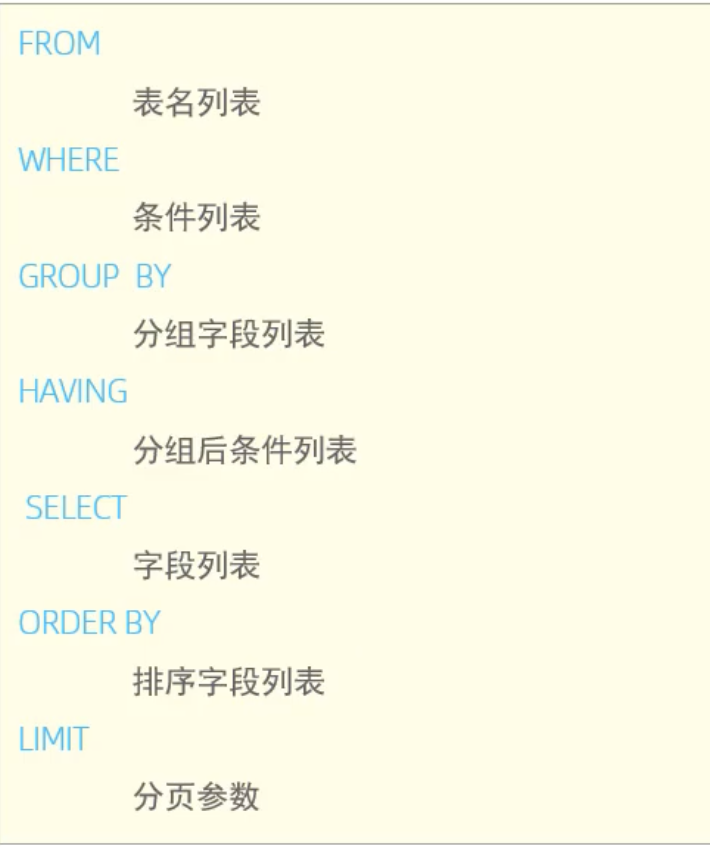 FROM
表名列表
WHERE
条件列表
GROUP BY
分组字段列表
HAVING
分组后条件列表
SELECT
字段列表
ORDER BY
排序字段列表
LIMIT
分页参数